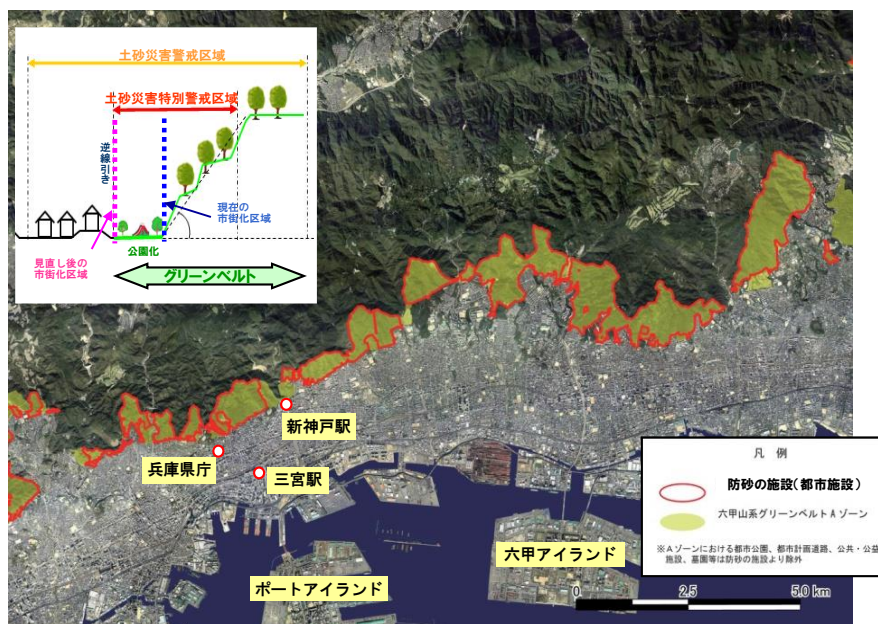 土砂災害警戒区域
土砂災害特別警戒区域
逆線引き
現在の
市街化区域
公園化
見直し後の
市街化区域
グリーンベルト
新神戸駅
兵庫県庁
三宮駅
六甲アイランド
ポートアイランド
凡 例
防砂の施設(都市施設)
六甲山系グリーンベルトAゾーン
※Aゾーンにおける都市公園、都市計画道路、公共・公益
施設、墓園等は防砂の施設より除外
0 2.5 5.0 km